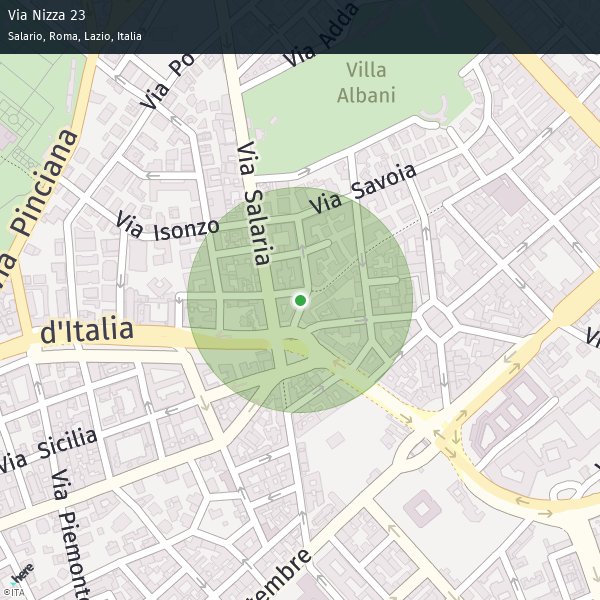 Via Nizza 23
Salario, Roma, Lazio, Italia
Via Adda
Via Po
Villa
Albani
Via Pinciana
Via Salaria
Via Savoia
Via Isonzo
d'Italia
Via Sicilia
Via Piemonte
tembre
here
©ITA